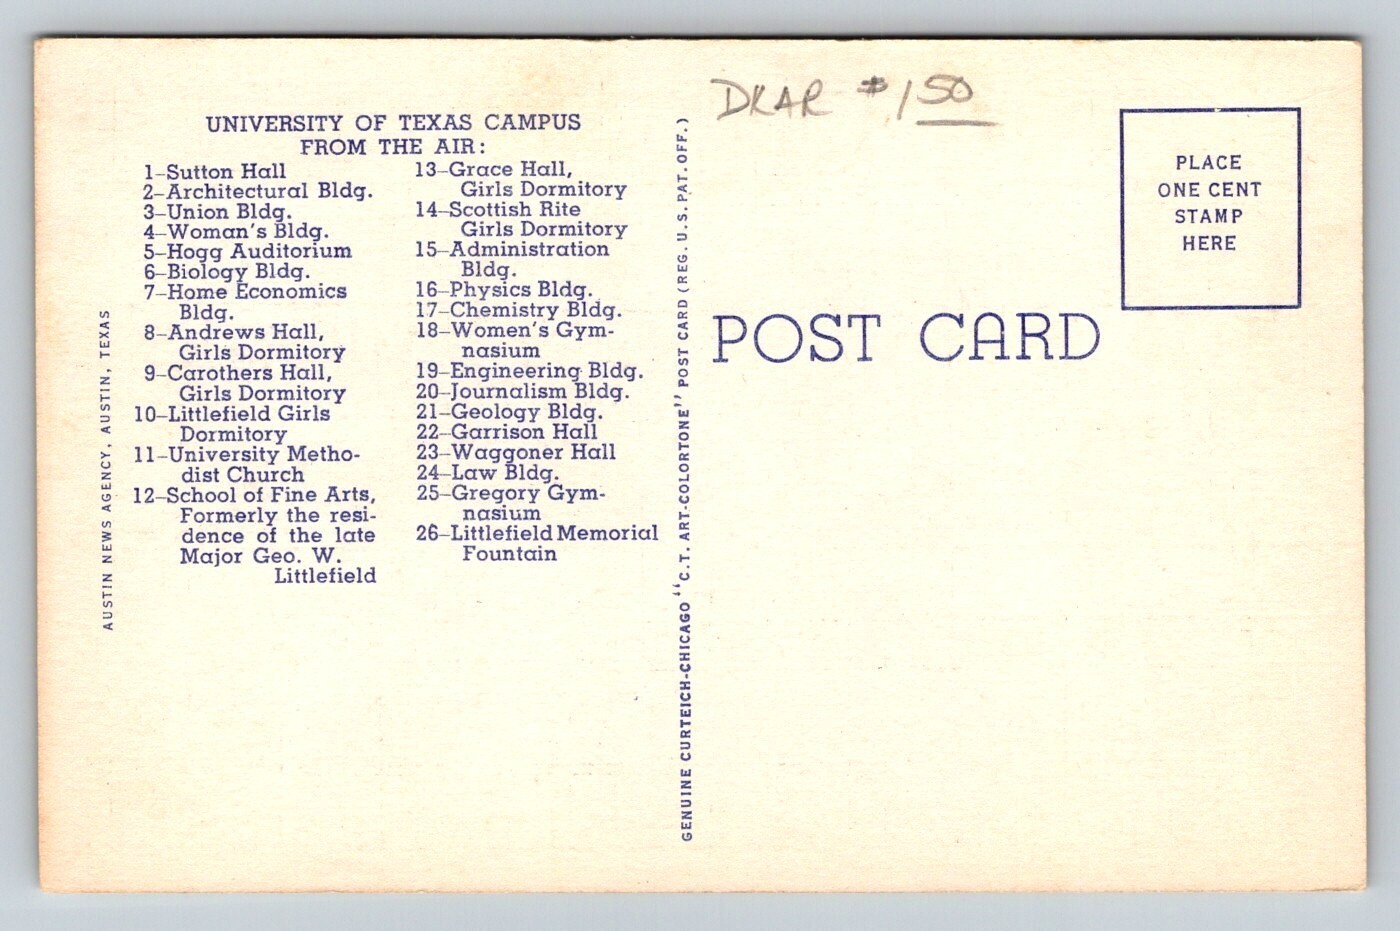 UNIVERSITY OF TEXAS CAMPUS
FROM THE AIR:
1—Sutton Hall
2—Architectural Bldg.
3—Union Bldg.
4—Woman's Bldg.
5—Hogg Auditorium
6—Biology Bldg.
7—Home Economics
Bldg.
8—Andrews Hall,
Girls Dormitory
9—Carothers Hall,
Girls Dormitory
10—Littlefield Girls
Dormitory
11—University Metho-
dist Church
12—School of Fine Arts,
Formerly the resi-
dence of the late
Major Geo. W.
Littlefield
13—Grace Hall,
Girls Dormitory
14—Scottish Rite
Girls Dormitory
15—Administration
Bldg.
16—Physics Bldg.
17—Chemistry Bldg.
18—Women's Gym-
nasium
19—Engineering Bldg.
20—Journalism Bldg.
21—Geology Bldg.
22—Garrison Hall
23—Waggoner Hall
24—Law Bldg.
25—Gregory Gym-
nasium
26—Littlefield Memorial
Fountain
AUSTIN NEWS AGENCY, AUSTIN, TEXAS
GENUINE CURTEICH-CHICAGO "C.T. ART-COLORTONE" POST CARD (REG. U. S. PAT. OFF.)
DKAR $150
POST CARD
PLACE
ONE CENT
STAMP
HERE